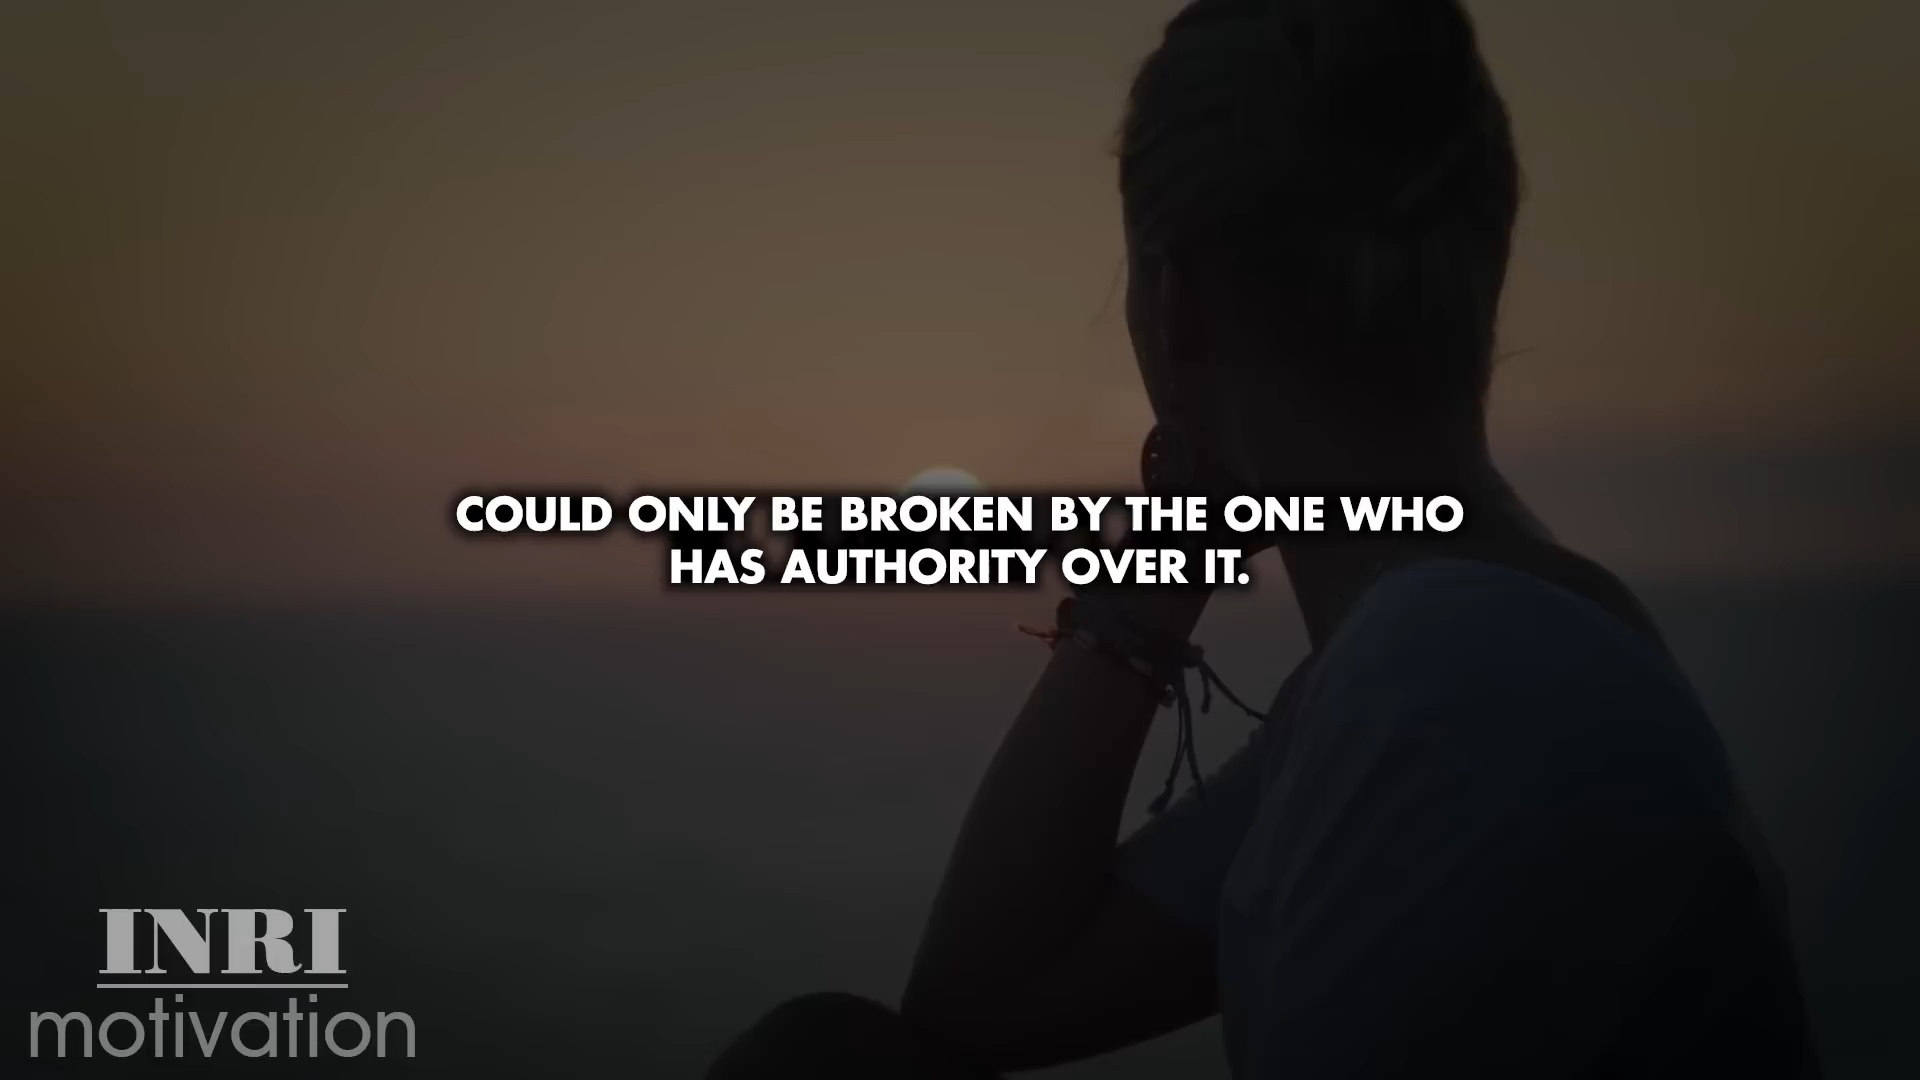 COULD ONLY BE BROKEN BY THE ONE WHO
HAS AUTHORITY OVER IT.
INRI
motivation